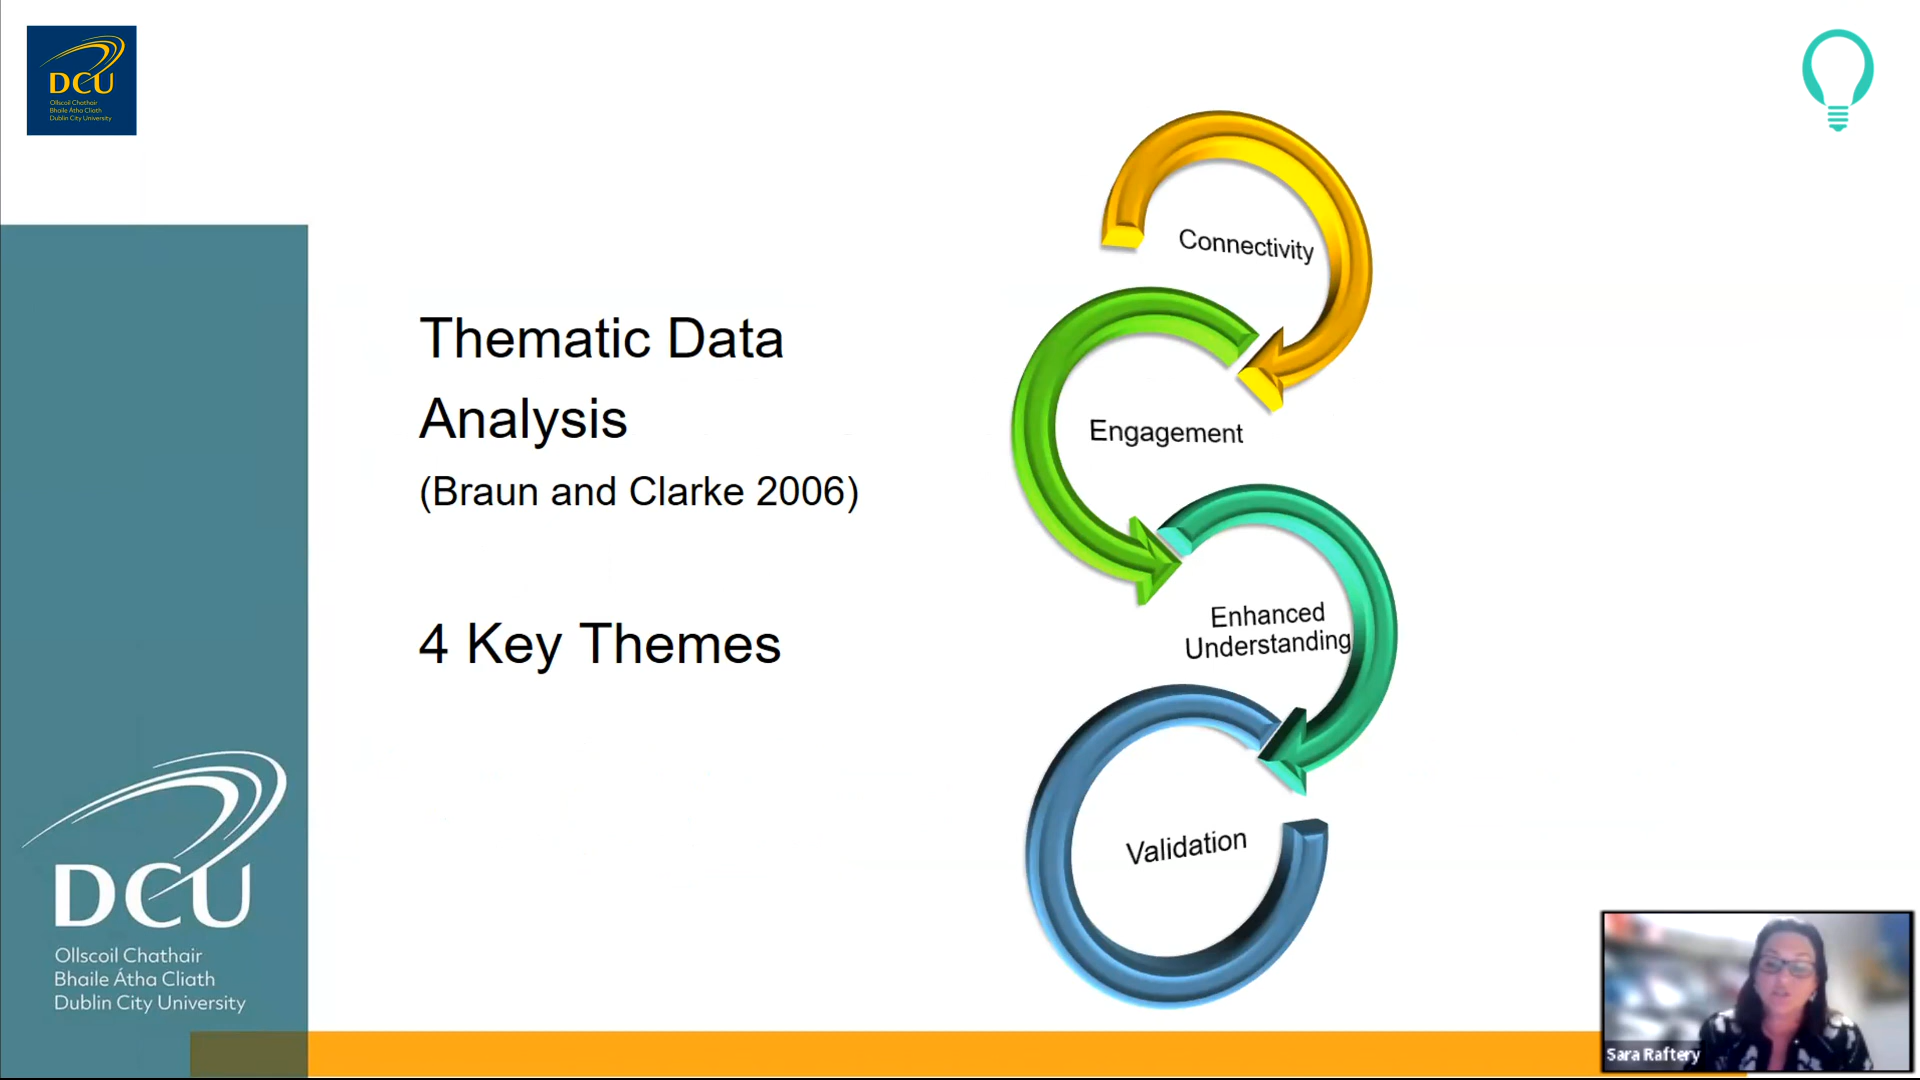 DCU
Ollscoil Chathair
Bhaile Átha Cliath
Dublin City University
Thematic Data
Analysis
(Braun and Clarke 2006)
4 Key Themes
Connectivity
Engagement
Enhanced
Understanding
Validation
DCU
Ollscoil Chathair
Bhaile Átha Cliath
Dublin City University
Sara Raftery